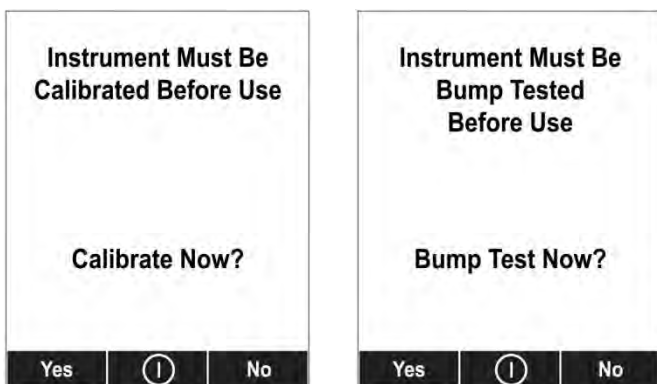 Instrument Must Be
Calibrated Before Use
Calibrate Now?
Yes
No
Instrument Must Be
Bump Tested
Before Use
Bump Test Now?
Yes
No